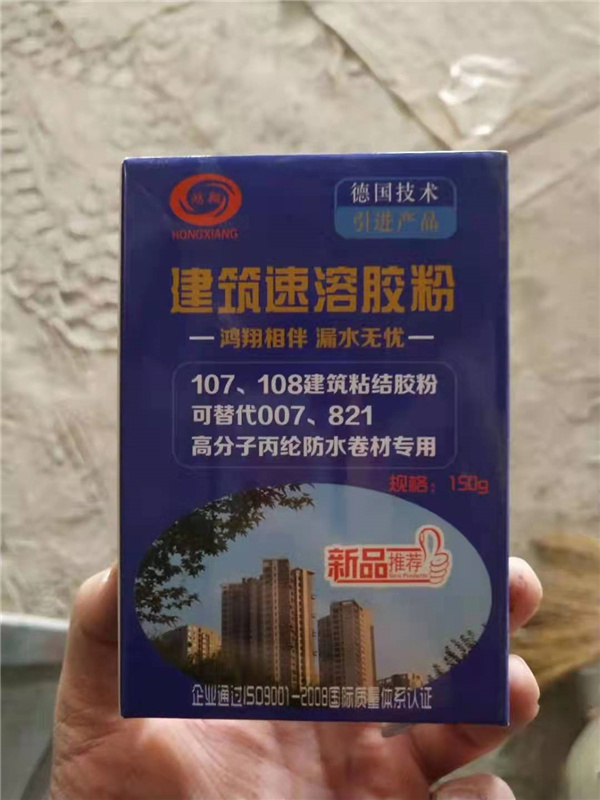 鸿翔
HONGXIANG
德国技术
引进产品
建筑速溶胶粉
—鸿翔相伴 漏水无忧—
107、108建筑粘结胶粉
可替代007、821
高分子丙纶防水卷材专用
规格：150g
新品推荐
企业通过ISO9001-2008国际质量体系认证